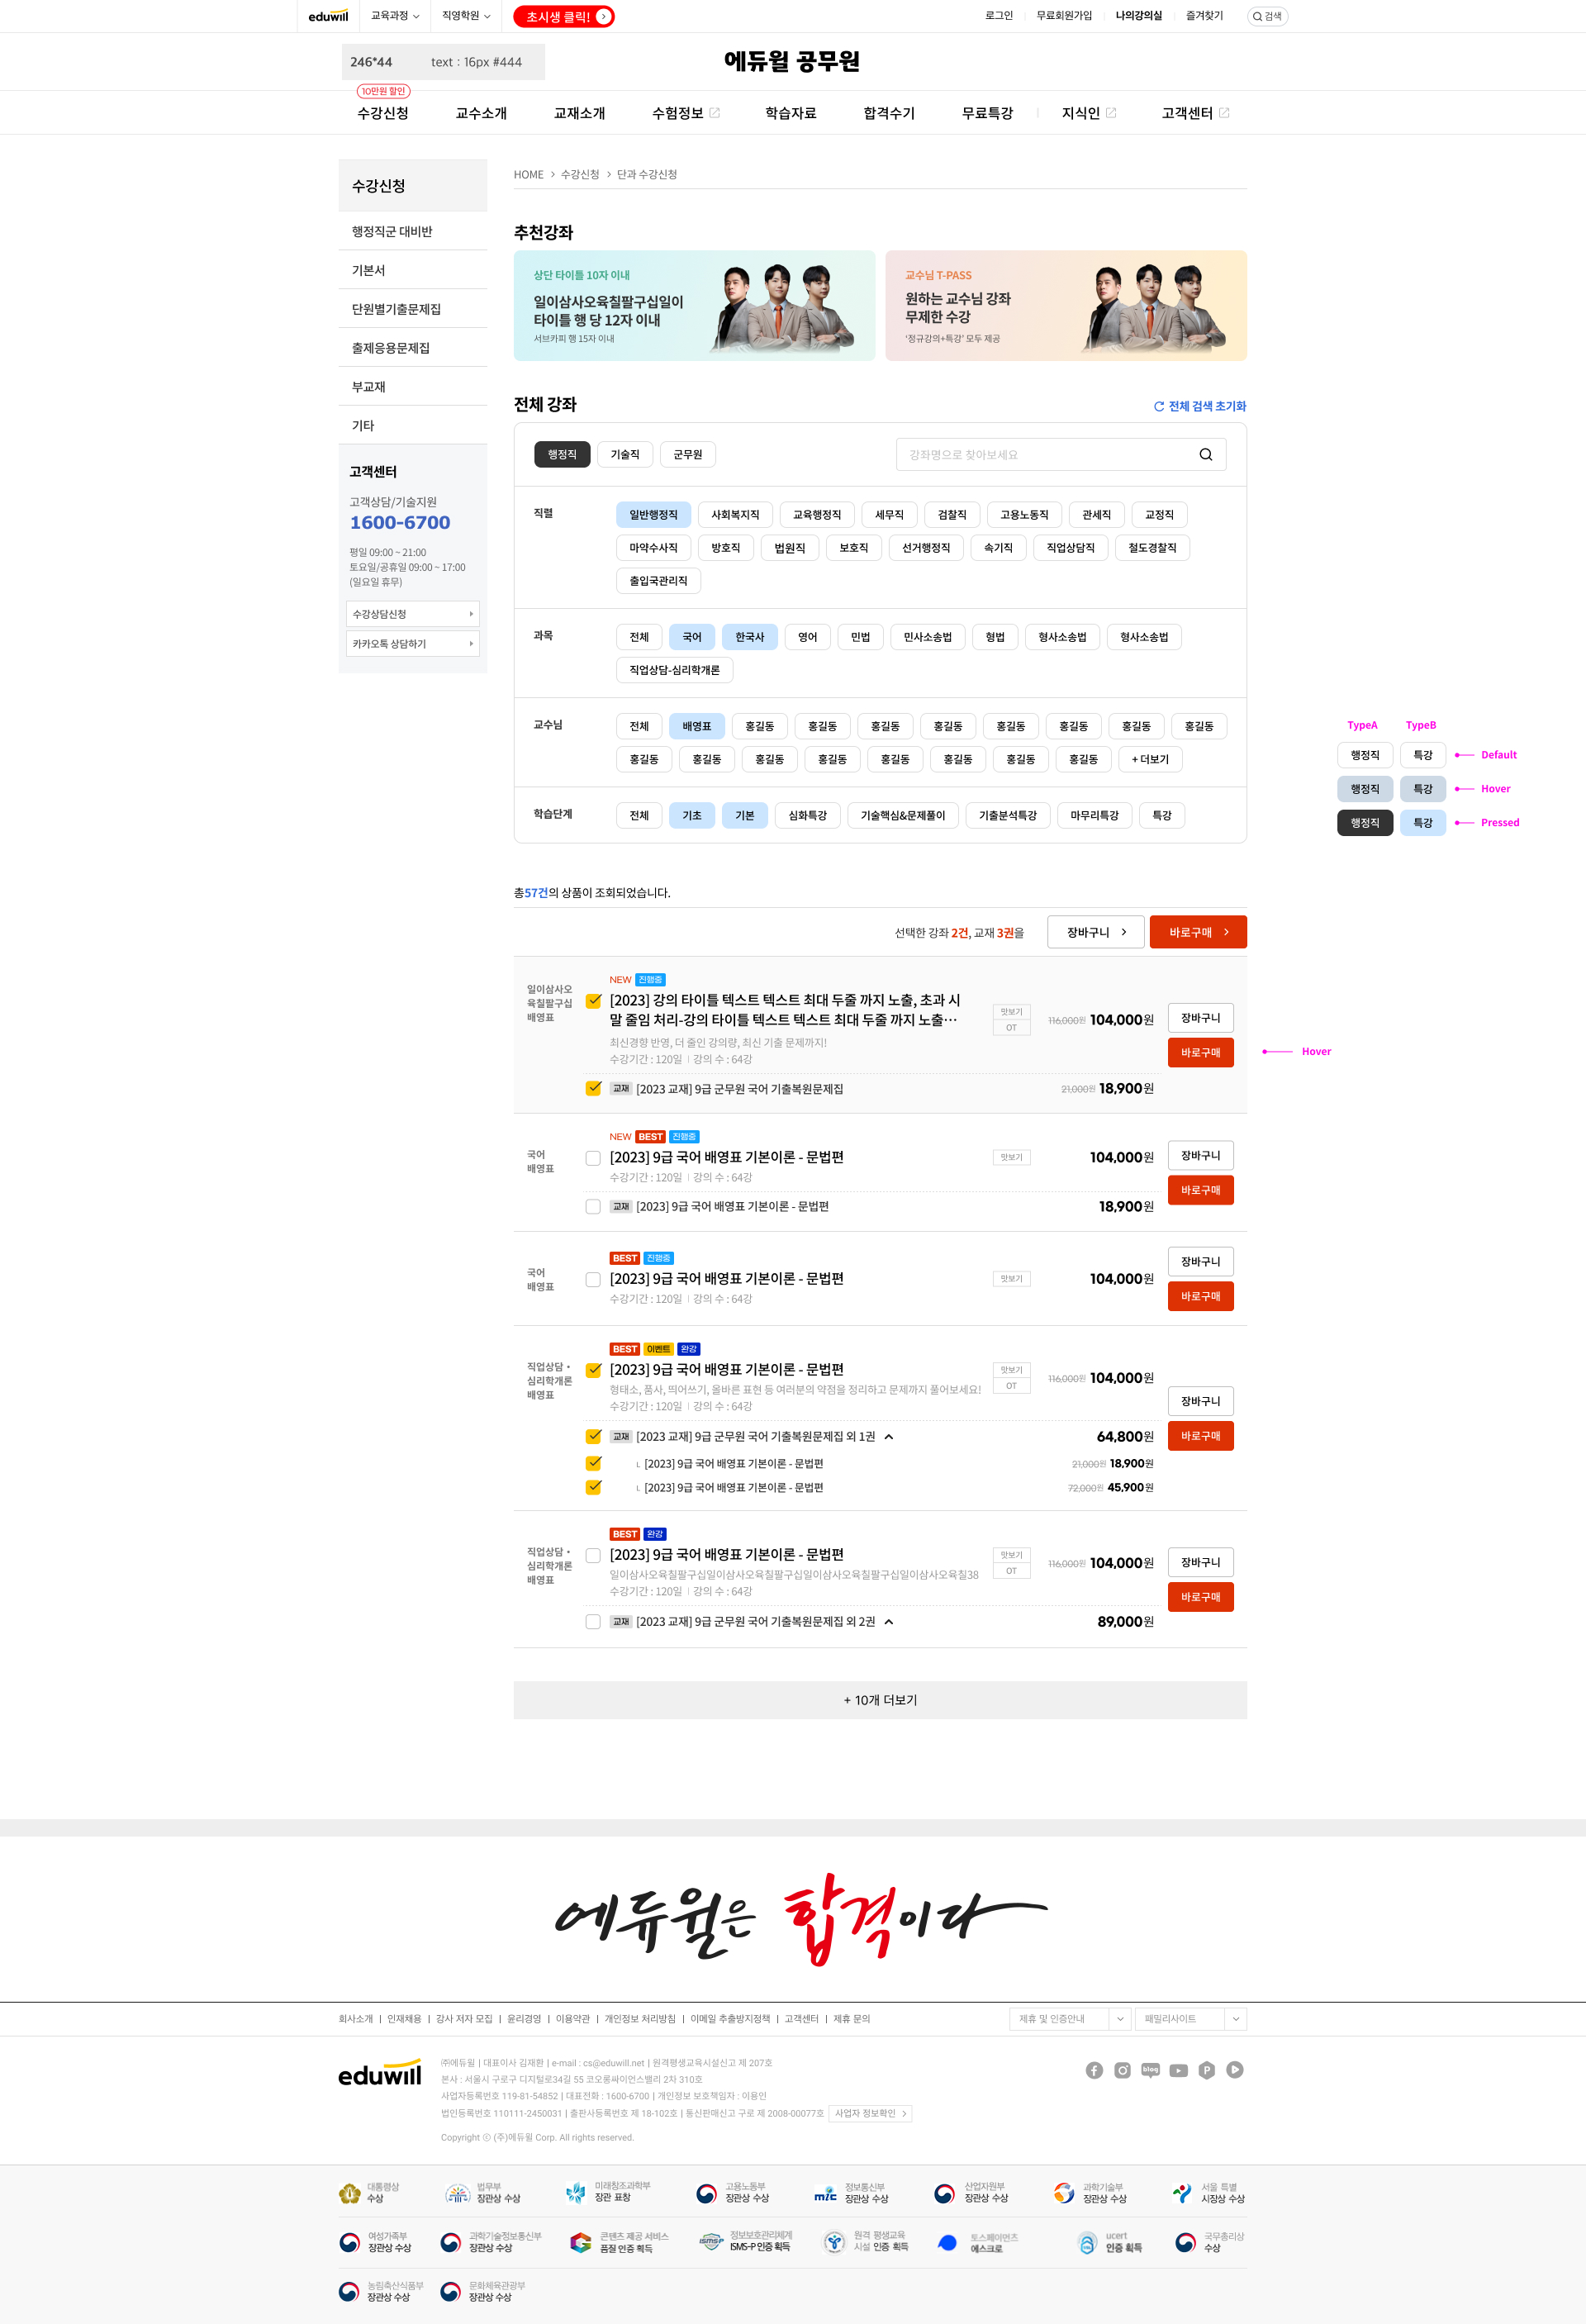 eduwill 교육과정 직영학원 초시생 클릭!
로그인 무료회원가입 나의강의실 즐겨찾기 검색
246*44 text : 16px #444
에듀윌 공무원
10만원 할인
수강신청 교수소개 교재소개 수험정보 학습자료 합격수기 무료특강 지식인 고객센터
수강신청
행정직군 대비반
기본서
단원별기출문제집
출제응용문제집
부교재
기타
고객센터
고객상담/기술지원
1600-6700
평일 09:00 ~ 21:00
토요일/공휴일 09:00 ~ 17:00
(일요일 휴무)
수강상담신청
카카오톡 상담하기
HOME > 수강신청 > 단과 수강신청
추천강좌
상단 타이틀 10자 이내
일이삼사오육칠팔구십일이
타이틀 행 당 12자 이내
서브카피 행 15자 이내
교수님 T-PASS
원하는 교수님 강좌
무제한 수강
‘정규강의+특강’ 모두 제공
전체 강좌
전체 검색 초기화
행정직 기술직 군무원
강좌명으로 찾아보세요
직렬
일반행정직 사회복지직 교육행정직 세무직 검찰직 고용노동직 관세직 교정직
마약수사직 방호직 법원직 보호직 선거행정직 속기직 직업상담직 철도경찰직
출입국관리직
과목
전체 국어 한국사 영어 민법 민사소송법 형법 형사소송법 형사소송법
직업상담-심리학개론
교수님
전체 배영표 홍길동 홍길동 홍길동 홍길동 홍길동 홍길동 홍길동 홍길동
홍길동 홍길동 홍길동 홍길동 홍길동 홍길동 홍길동 홍길동 + 더보기
학습단계
전체 기초 기본 심화특강 기술핵심&문제풀이 기출분석특강 마무리특강 특강
TypeA TypeB
행정직 특강 Default
행정직 특강 Hover
행정직 특강 Pressed
총57건의 상품이 조회되었습니다.
선택한 강좌 2건, 교재 3권을 장바구니 바로구매
일이삼사오
육칠팔구십
배영표
NEW 진행중
[2023] 강의 타이틀 텍스트 텍스트 최대 두줄 까지 노출, 초과 시
말 줄임 처리-강의 타이틀 텍스트 텍스트 최대 두줄 까지 노출…
최신경향 반영, 더 줄인 강의량, 최신 기출 문제까지!
수강기간 : 120일 | 강의 수 : 64강
맛보기
OT
116,000원 104,000원
장바구니
바로구매
교재 [2023 교재] 9급 군무원 국어 기출복원문제집
21,000원 18,900원
Hover
국어
배영표
NEW BEST 진행중
[2023] 9급 국어 배영표 기본이론 - 문법편
수강기간 : 120일 | 강의 수 : 64강
맛보기
104,000원
장바구니
바로구매
교재 [2023] 9급 국어 배영표 기본이론 - 문법편
18,900원
국어
배영표
BEST 진행중
[2023] 9급 국어 배영표 기본이론 - 문법편
수강기간 : 120일 | 강의 수 : 64강
맛보기
104,000원
장바구니
바로구매
직업상담・
심리학개론
배영표
BEST 이벤트 완강
[2023] 9급 국어 배영표 기본이론 - 문법편
형태소, 품사, 띄어쓰기, 올바른 표현 등 여러분의 약점을 정리하고 문제까지 풀어보세요!
수강기간 : 120일 | 강의 수 : 64강
맛보기
OT
116,000원 104,000원
장바구니
바로구매
교재 [2023 교재] 9급 군무원 국어 기출복원문제집 외 1권
64,800원
ㄴ [2023] 9급 국어 배영표 기본이론 - 문법편
21,000원 18,900원
ㄴ [2023] 9급 국어 배영표 기본이론 - 문법편
72,000원 45,900원
직업상담・
심리학개론
배영표
BEST 완강
[2023] 9급 국어 배영표 기본이론 - 문법편
일이삼사오육칠팔구십일이삼사오육칠팔구십일이삼사오육칠팔구십일이삼사오육칠38
수강기간 : 120일 | 강의 수 : 64강
맛보기
OT
116,000원 104,000원
장바구니
바로구매
교재 [2023 교재] 9급 군무원 국어 기출복원문제집 외 2권
89,000원
+ 10개 더보기
에듀윌은 합격이다
회사소개 | 인재채용 | 강사 저자 모집 | 윤리경영 | 이용약관 | 개인정보 처리방침 | 이메일 추출방지정책 | 고객센터 | 제휴 문의
제휴 및 인증안내 패밀리사이트
eduwill
㈜에듀윌 | 대표이사 김재환 | e-mail : cs@eduwill.net | 원격평생교육시설신고 제 207호
본사 : 서울시 구로구 디지털로34길 55 코오롱싸이언스밸리 2차 310호
사업자등록번호 119-81-54852 | 대표전화 : 1600-6700 | 개인정보 보호책임자 : 이용인
법인등록번호 110111-2450031 | 출판사등록번호 제 18-102호 | 통신판매신고 구로 제 2008-00077호 사업자 정보확인 >
Copyright ⓒ (주)에듀윌 Corp. All rights reserved.
blog
대통령상
수상
법무부
장관상 수상
미래창조과학부
장관 표창
고용노동부
장관상 수상
MIC 정보통신부
장관상 수상
산업자원부
장관상 수상
과학기술부
장관상 수상
서울 특별
시장상 수상
여성가족부
장관상 수상
과학기술정보통신부
장관상 수상
콘텐츠 제공 서비스
품질 인증 획득
ISMS-P 정보보호관리체계
ISMS-P 인증 획득
원격 평생교육
시설 인증 획득
토스페이먼츠
에스크로
ucert
인증 획득
국무총리상
수상
농림축산식품부
장관상 수상
문화체육관광부
장관상 수상